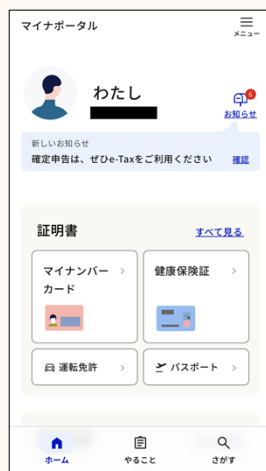 マイナポータル
メニュー
わたし
6
お知らせ
新しいお知らせ
確定申告は、ぜひe-Taxをご利用ください 確認
証明書 すべて見る
マイナンバー
カード
健康保険証
運転免許 パスポート
ホーム やること さがす